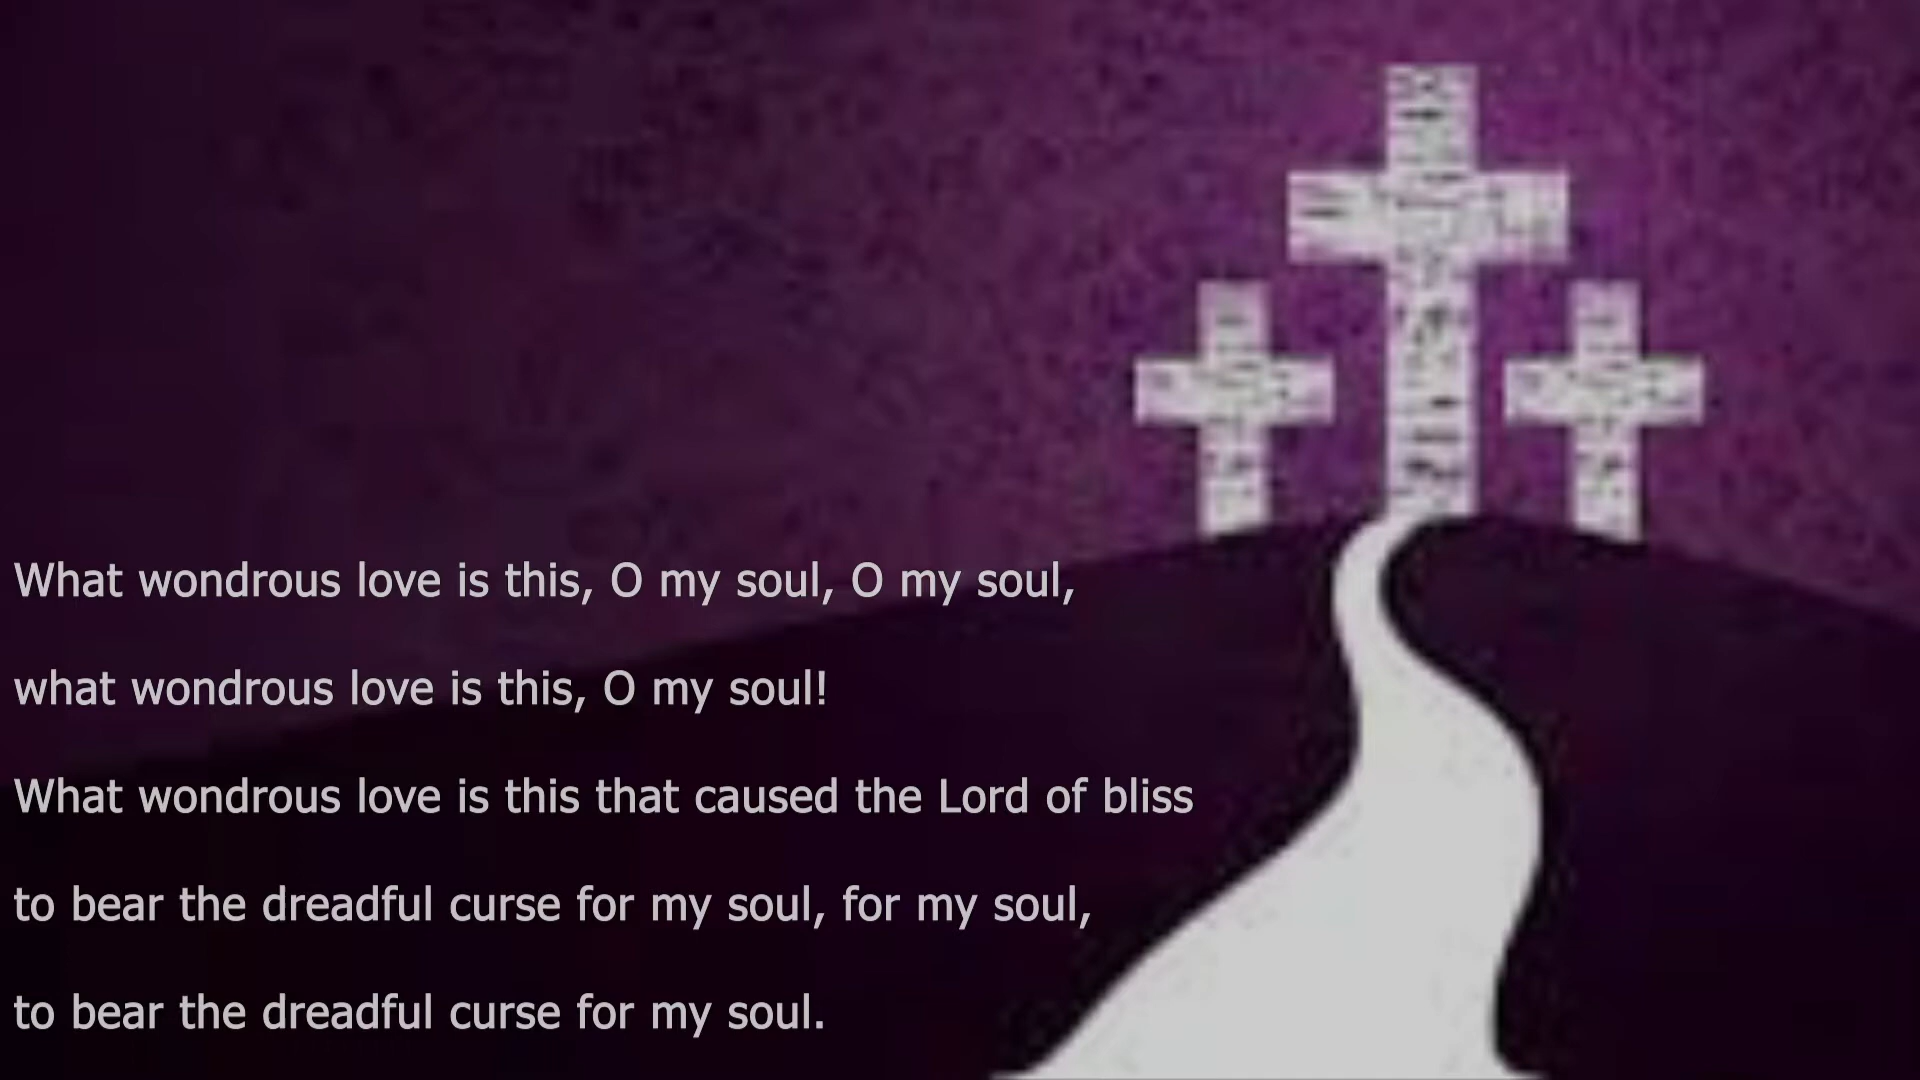 What wondrous love is this, O my soul, O my soul,
what wondrous love is this, O my soul!
What wondrous love is this that caused the Lord of bliss
to bear the dreadful curse for my soul, for my soul,
to bear the dreadful curse for my soul.